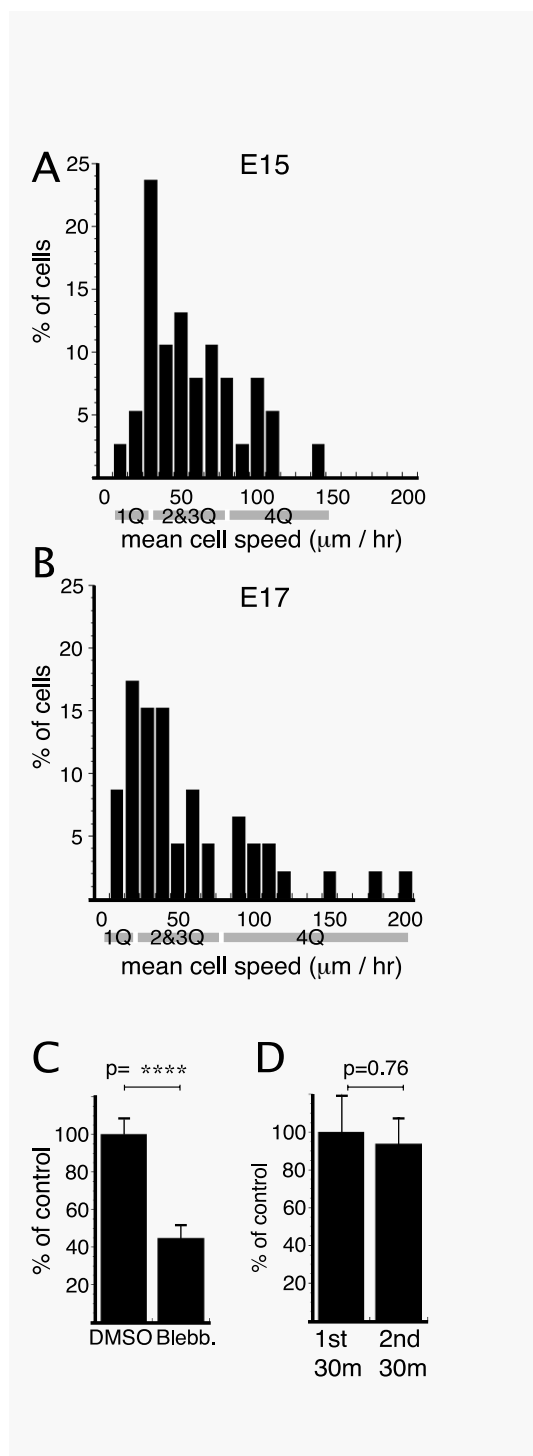 A
E15
25
20
15
10
5
% of cells
0 50 100 150 200
1Q 2&3Q 4Q
mean cell speed (μm / hr)
B
E17
25
20
15
10
5
% of cells
0 50 100 150 200
1Q 2&3Q 4Q
mean cell speed (μm / hr)
C
p= ****
100
80
60
40
20
% of control
DMSO Blebb.
D
p=0.76
100
80
60
40
20
% of control
1st 2nd
30m 30m